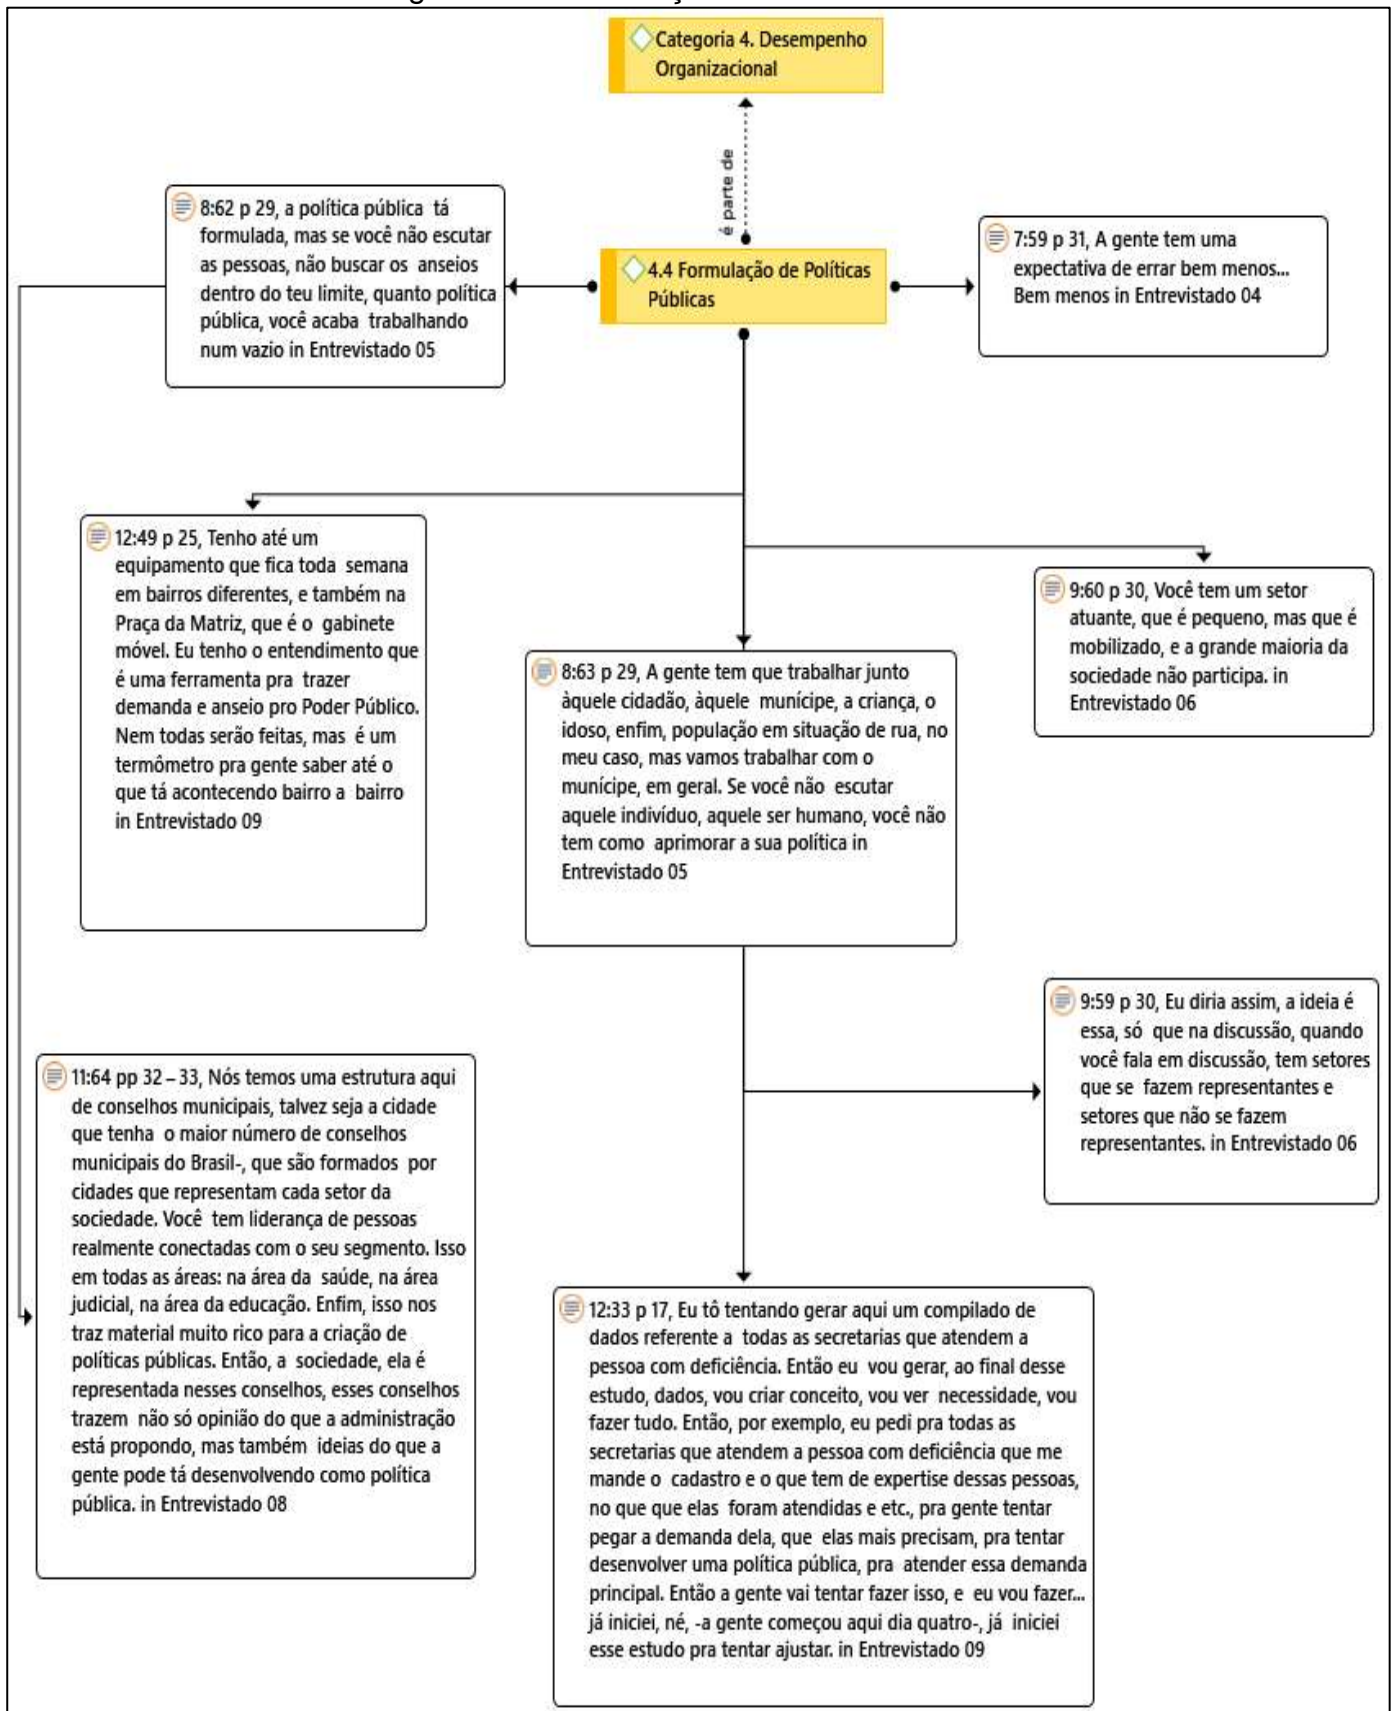 Categoria 4. Desempenho
Organizacional
é parte de
8:62 p 29, a política pública tá
formulada, mas se você não escutar
as pessoas, não buscar os anseios
dentro do teu limite, quanto política
pública, você acaba trabalhando
num vazio in Entrevistado 05
4.4 Formulação de Políticas
Públicas
7:59 p 31, A gente tem uma
expectativa de errar bem menos...
Bem menos in Entrevistado 04
12:49 p 25, Tenho até um
equipamento que fica toda semana
em bairros diferentes, e também na
Praça da Matriz, que é o gabinete
móvel. Eu tenho o entendimento que
é uma ferramenta pra trazer
demanda e anseio pro Poder Público.
Nem todas serão feitas, mas é um
termômetro pra gente saber até o
que tá acontecendo bairro a bairro
in Entrevistado 09
9:60 p 30, Você tem um setor
atuante, que é pequeno, mas que é
mobilizado, e a grande maioria da
sociedade não participa. in
Entrevistado 06
8:63 p 29, A gente tem que trabalhar junto
àquele cidadão, àquele munícipe, a criança, o
idoso, enfim, população em situação de rua, no
meu caso, mas vamos trabalhar com o
munícipe, em geral. Se você não escutar
aquele indivíduo, aquele ser humano, você não
tem como aprimorar a sua política in
Entrevistado 05
9:59 p 30, Eu diria assim, a ideia é
essa, só que na discussão, quando
você fala em discussão, tem setores
que se fazem representantes e
setores que não se fazem
representantes. in Entrevistado 06
11:64 pp 32 – 33, Nós temos uma estrutura aqui
de conselhos municipais, talvez seja a cidade
que tenha o maior número de conselhos
municipais do Brasil-, que são formados por
cidades que representam cada setor da
sociedade. Você tem liderança de pessoas
realmente conectadas com o seu segmento. Isso
em todas as áreas: na área da saúde, na área
judicial, na área da educação. Enfim, isso nos
traz material muito rico para a criação de
políticas públicas. Então, a sociedade, ela é
representada nesses conselhos, esses conselhos
trazem não só opinião do que a administração
está propondo, mas também ideias do que a
gente pode tá desenvolvendo como política
pública. in Entrevistado 08
12:33 p 17, Eu tô tentando gerar aqui um compilado de
dados referente a todas as secretarias que atendem a
pessoa com deficiência. Então eu vou gerar, ao final desse
estudo, dados, vou criar conceito, vou ver necessidade, vou
fazer tudo. Então, por exemplo, eu pedi pra todas as
secretarias que atendem a pessoa com deficiência que me
mande o cadastro e o que tem de expertise dessas pessoas,
no que que elas foram atendidas e etc., pra gente tentar
pegar a demanda dela, que elas mais precisam, pra tentar
desenvolver uma política pública, pra atender essa demanda
principal. Então a gente vai tentar fazer isso, e eu vou fazer...
já iniciei, né, -a gente começou aqui dia quatro-, já iniciei
esse estudo pra tentar ajustar. in Entrevistado 09